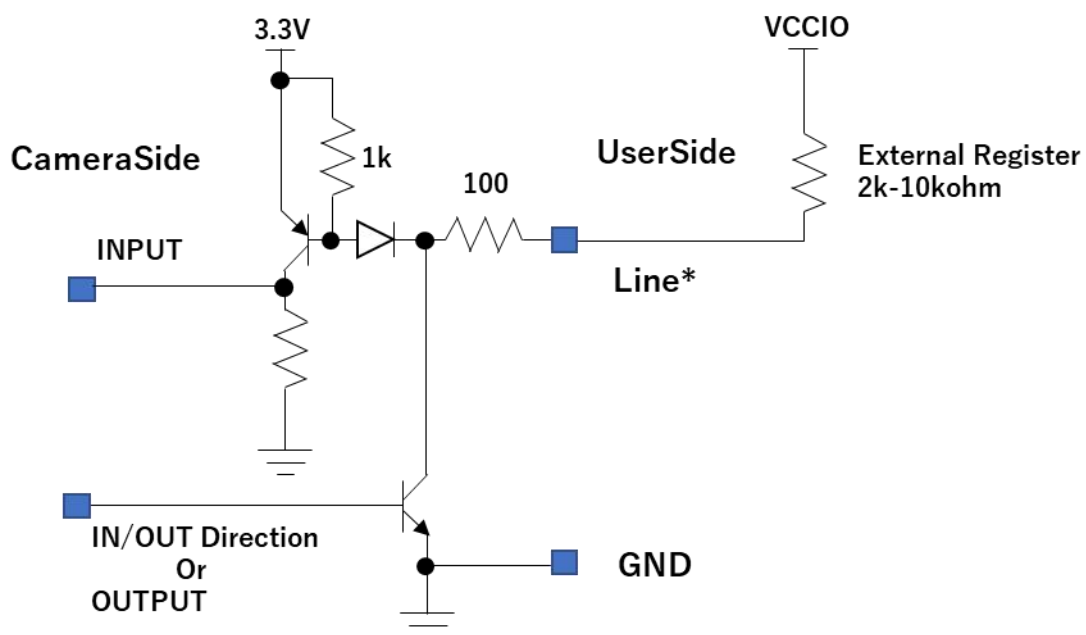 3.3V
VCCIO
CameraSide
1k
UserSide
External Register
2k-10kohm
100
INPUT
Line*
IN/OUT Direction
Or
OUTPUT
GND